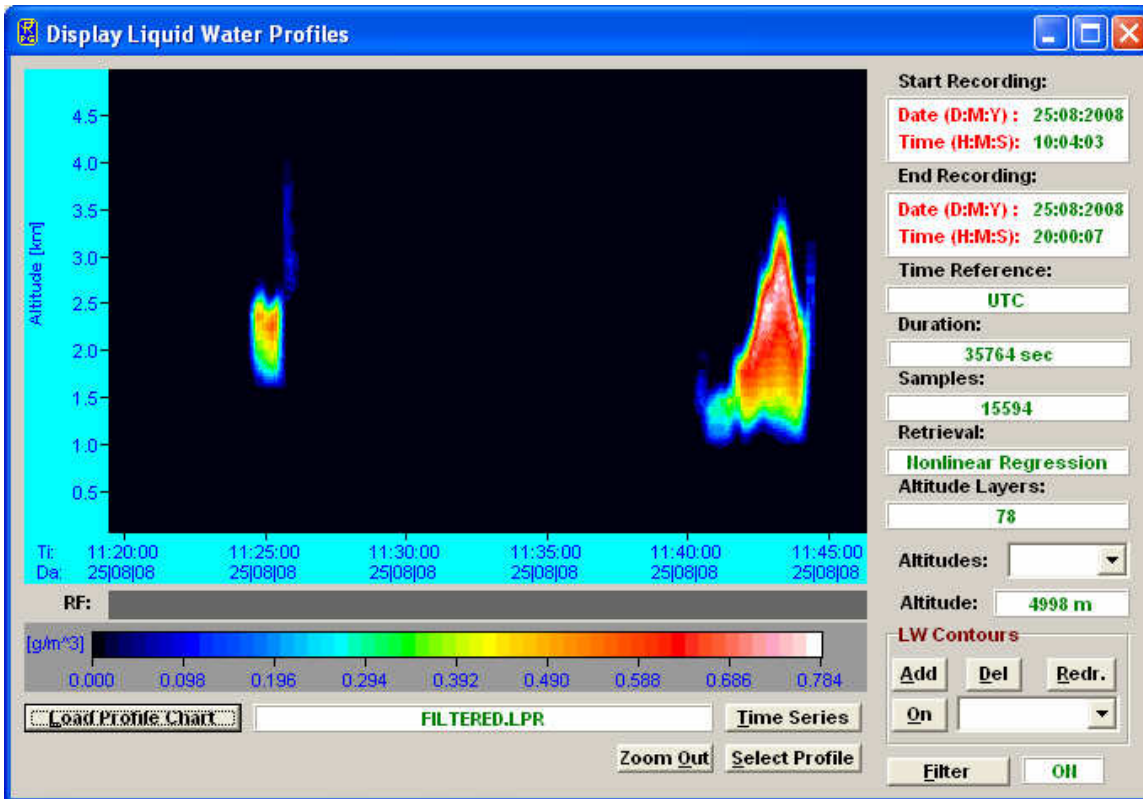 Display Liquid Water Profiles
Altitude [km]
4.5
4.0
3.5
3.0
2.5
2.0
1.5
1.0
0.5
Ti: 11:20:00 11:25:00 11:30:00 11:35:00 11:40:00 11:45:00
Da: 25|08|08 25|08|08 25|08|08 25|08|08 25|08|08 25|08|08
RF:
[g/m^3]
0.000 0.098 0.196 0.294 0.392 0.490 0.588 0.686 0.784
Load Profile Chart FILTERED.LPR Time Series
Zoom Out Select Profile
Start Recording:
Date (D:M:Y) : 25:08:2008
Time (H:M:S): 10:04:03
End Recording:
Date (D:M:Y) : 25:08:2008
Time (H:M:S): 20:00:07
Time Reference:
UTC
Duration:
35764 sec
Samples:
15594
Retrieval:
Nonlinear Regression
Altitude Layers:
78
Altitudes:
Altitude: 4998 m
LW Contours
Add Del Redr.
On
Filter